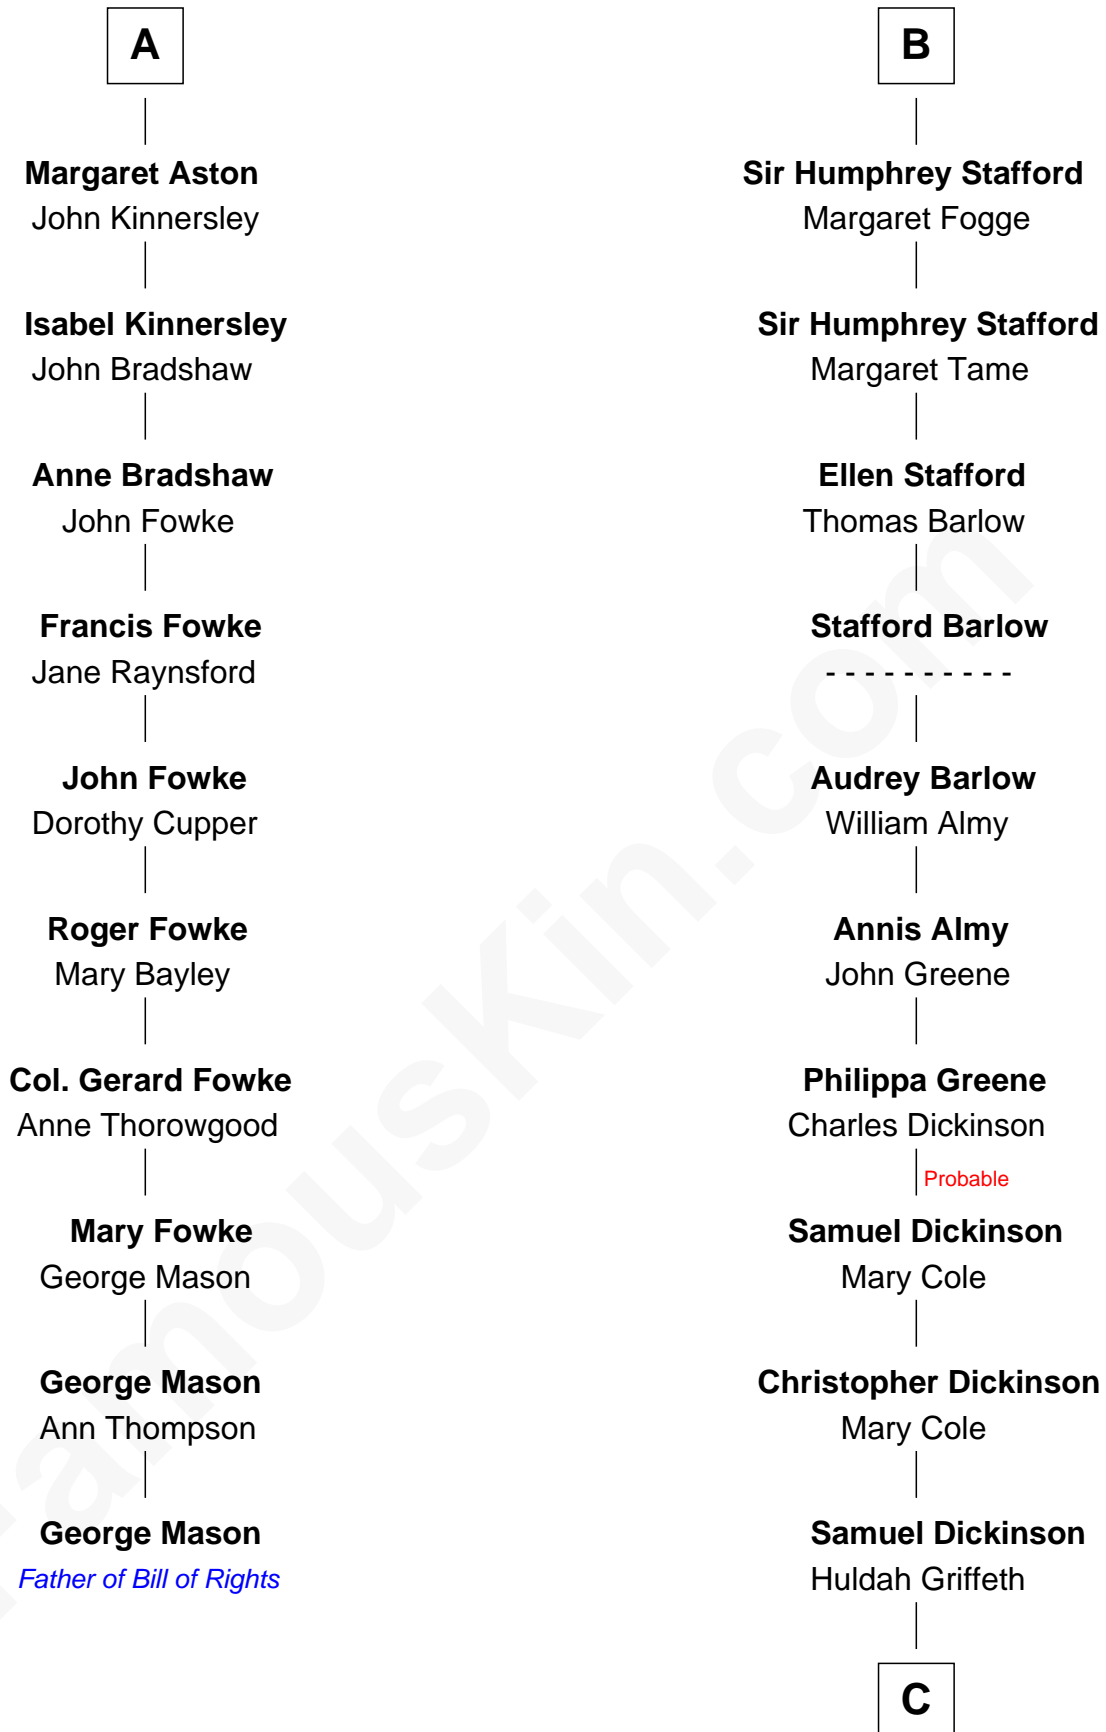 A
Margaret Aston
John Kinnersley
Isabel Kinnersley
John Bradshaw
Anne Bradshaw
John Fowke
Francis Fowke
Jane Raynsford
John Fowke
Dorothy Cupper
Roger Fowke
Mary Bayley
Col. Gerard Fowke
Anne Thorowgood
Mary Fowke
George Mason
George Mason
Ann Thompson
George Mason
Father of Bill of Rights
B
Sir Humphrey Stafford
Margaret Fogge
Sir Humphrey Stafford
Margaret Tame
Ellen Stafford
Thomas Barlow
Stafford Barlow
- - - - - - - - - -
Audrey Barlow
William Almy
Annis Almy
John Greene
Philippa Greene
Charles Dickinson
Probable
Samuel Dickinson
Mary Cole
Christopher Dickinson
Mary Cole
Samuel Dickinson
Huldah Griffeth
C
FamousKin.com